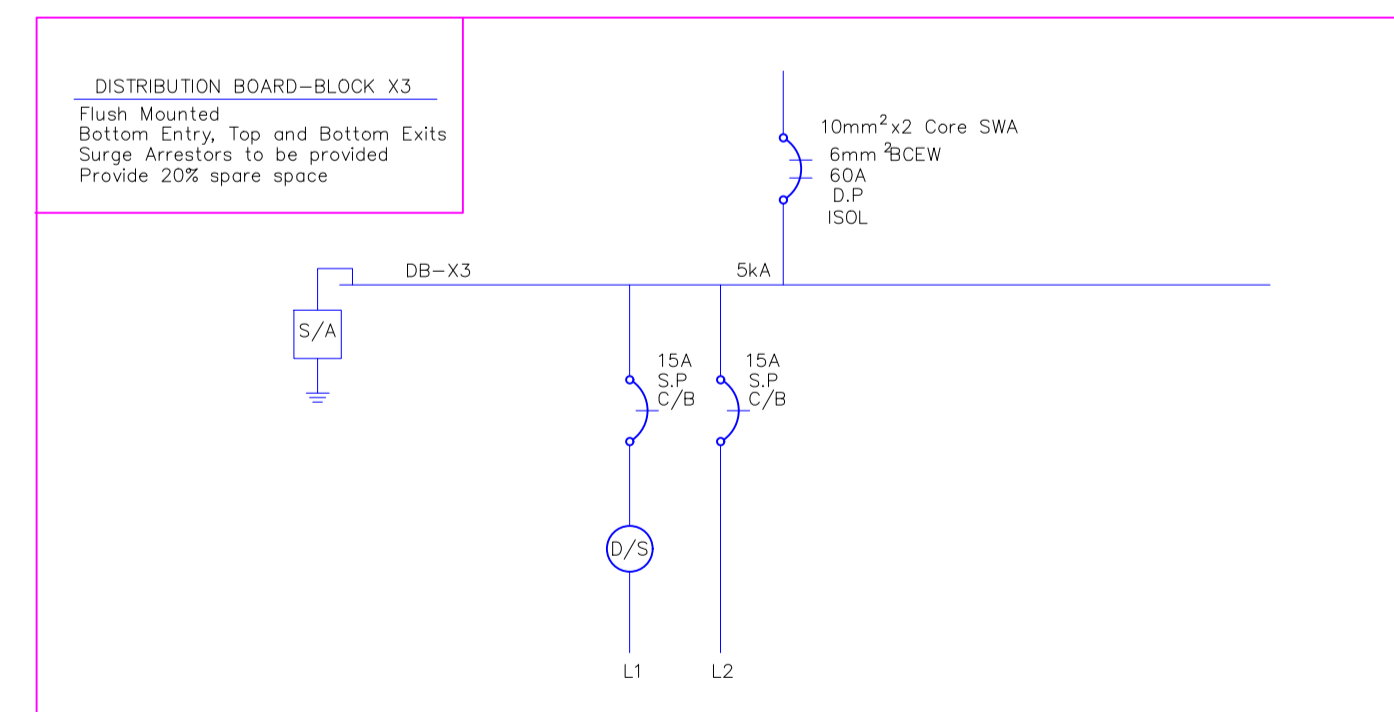 DISTRIBUTION BOARD-BLOCK X3
Flush Mounted
Bottom Entry, Top and Bottom Exits
Surge Arrestors to be provided
Provide 20% spare space
10mm²x2 Core SWA
6mm²BCEW
60A
D.P
ISOL
DB-X3
5kA
S/A
15A
S.P
C/B
15A
S.P
C/B
D/S
L1
L2